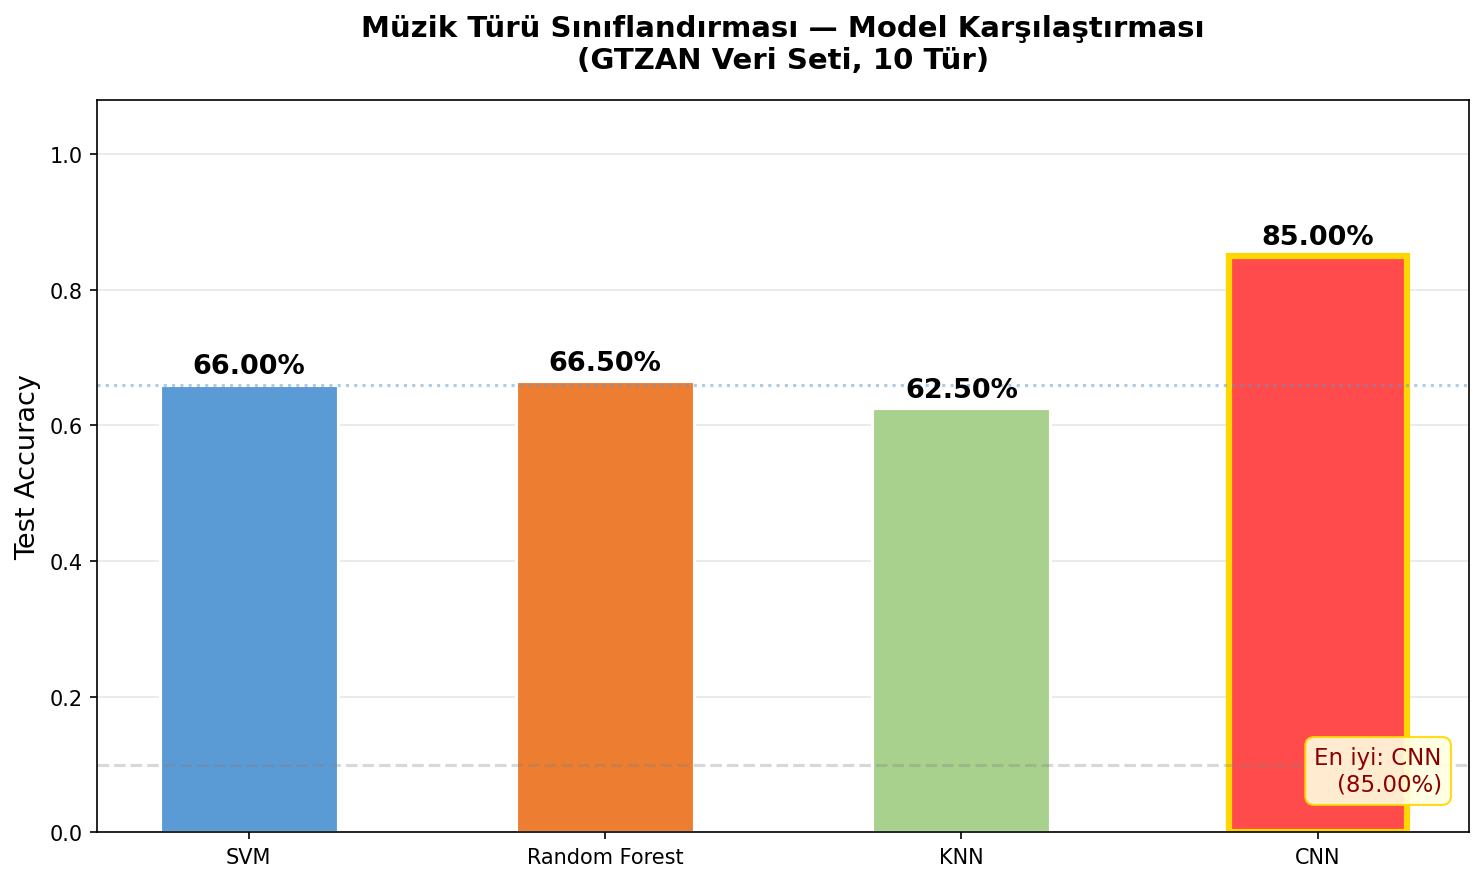 Müzik Türü Sınıflandırması — Model Karşılaştırması
(GTZAN Veri Seti, 10 Tür)
Test Accuracy
1.0
0.8
0.6
0.4
0.2
0.0
66.00%
66.50%
62.50%
85.00%
En iyi: CNN
(85.00%)
SVM
Random Forest
KNN
CNN